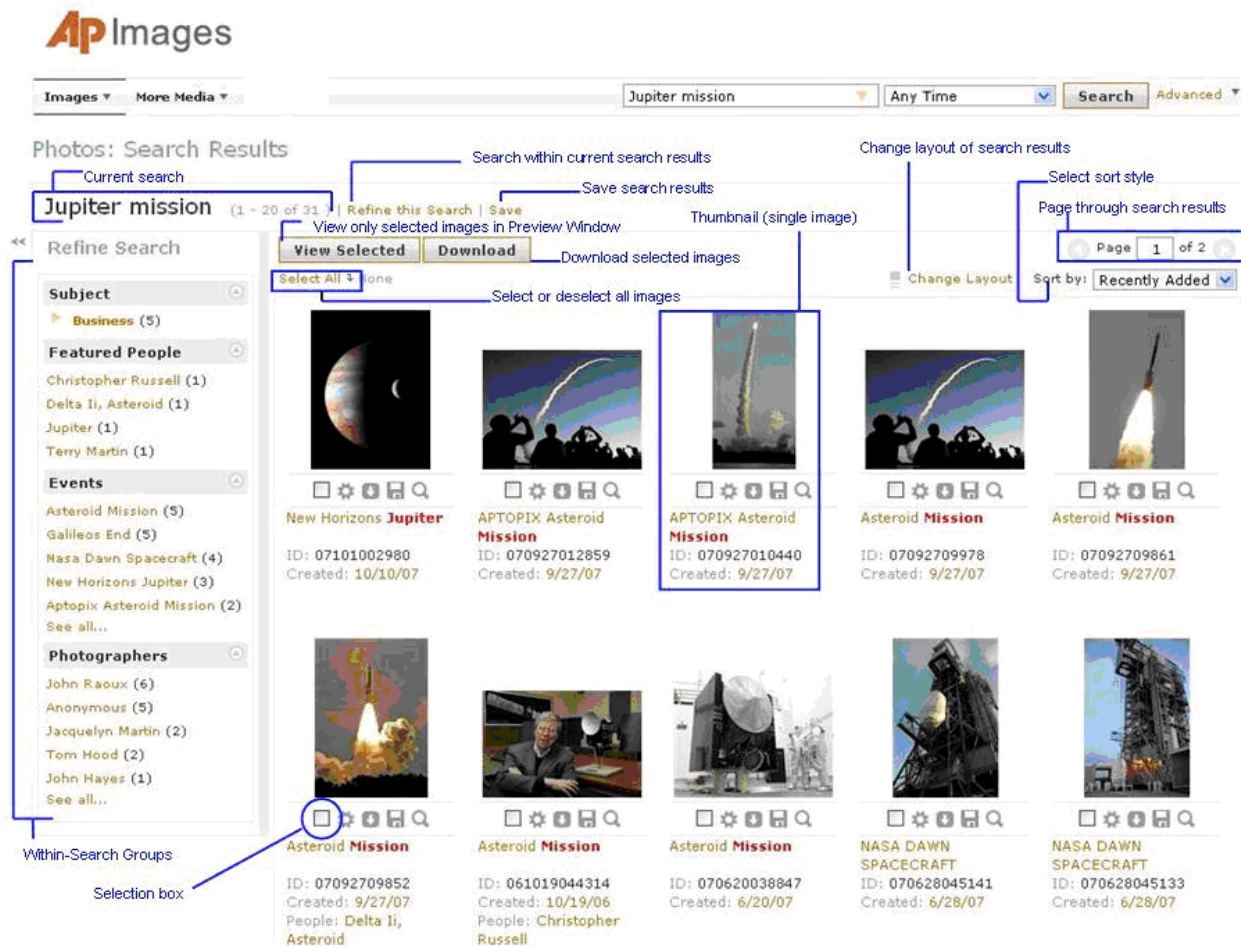 AP Images
Images ▾ More Media ▾
Jupiter mission Any Time Search Advanced ▾
Photos: Search Results
Search within current search results
Change layout of search results
Current search
Save search results
Select sort style
Jupiter mission (1 - 20 of 31 ) | Refine this Search | Save
Thumbnail (single image)
Page through search results
View only selected images in Preview Window
<< Refine Search
View Selected Download
Download selected images
Page 1 of 2
Select All None
Select or deselect all images
Change Layout
Sort by: Recently Added
Subject
Business (5)
Featured People
Christopher Russell (1)
Delta Ii, Asteroid (1)
Jupiter (1)
Terry Martin (1)
Events
Asteroid Mission (5)
Galileos End (5)
Nasa Dawn Spacecraft (4)
New Horizons Jupiter (3)
Aptopix Asteroid Mission (2)
See all...
Photographers
John Raoux (6)
Anonymous (5)
Jacquelyn Martin (2)
Tom Hood (2)
John Hayes (1)
See all...
Within-Search Groups
Selection box
New Horizons Jupiter
ID: 07101002980
Created: 10/10/07
APTOPIX Asteroid
Mission
ID: 070927012859
Created: 9/27/07
APTOPIX Asteroid
Mission
ID: 070927010440
Created: 9/27/07
Asteroid Mission
ID: 07092709978
Created: 9/27/07
Asteroid Mission
ID: 07092709861
Created: 9/27/07
Asteroid Mission
ID: 07092709852
Created: 9/27/07
People: Delta Ii,
Asteroid
Asteroid Mission
ID: 061019044314
Created: 10/19/06
People: Christopher
Russell
Asteroid Mission
ID: 070620038847
Created: 6/20/07
NASA DAWN
SPACECRAFT
ID: 070628045141
Created: 6/28/07
NASA DAWN
SPACECRAFT
ID: 070628045133
Created: 6/28/07